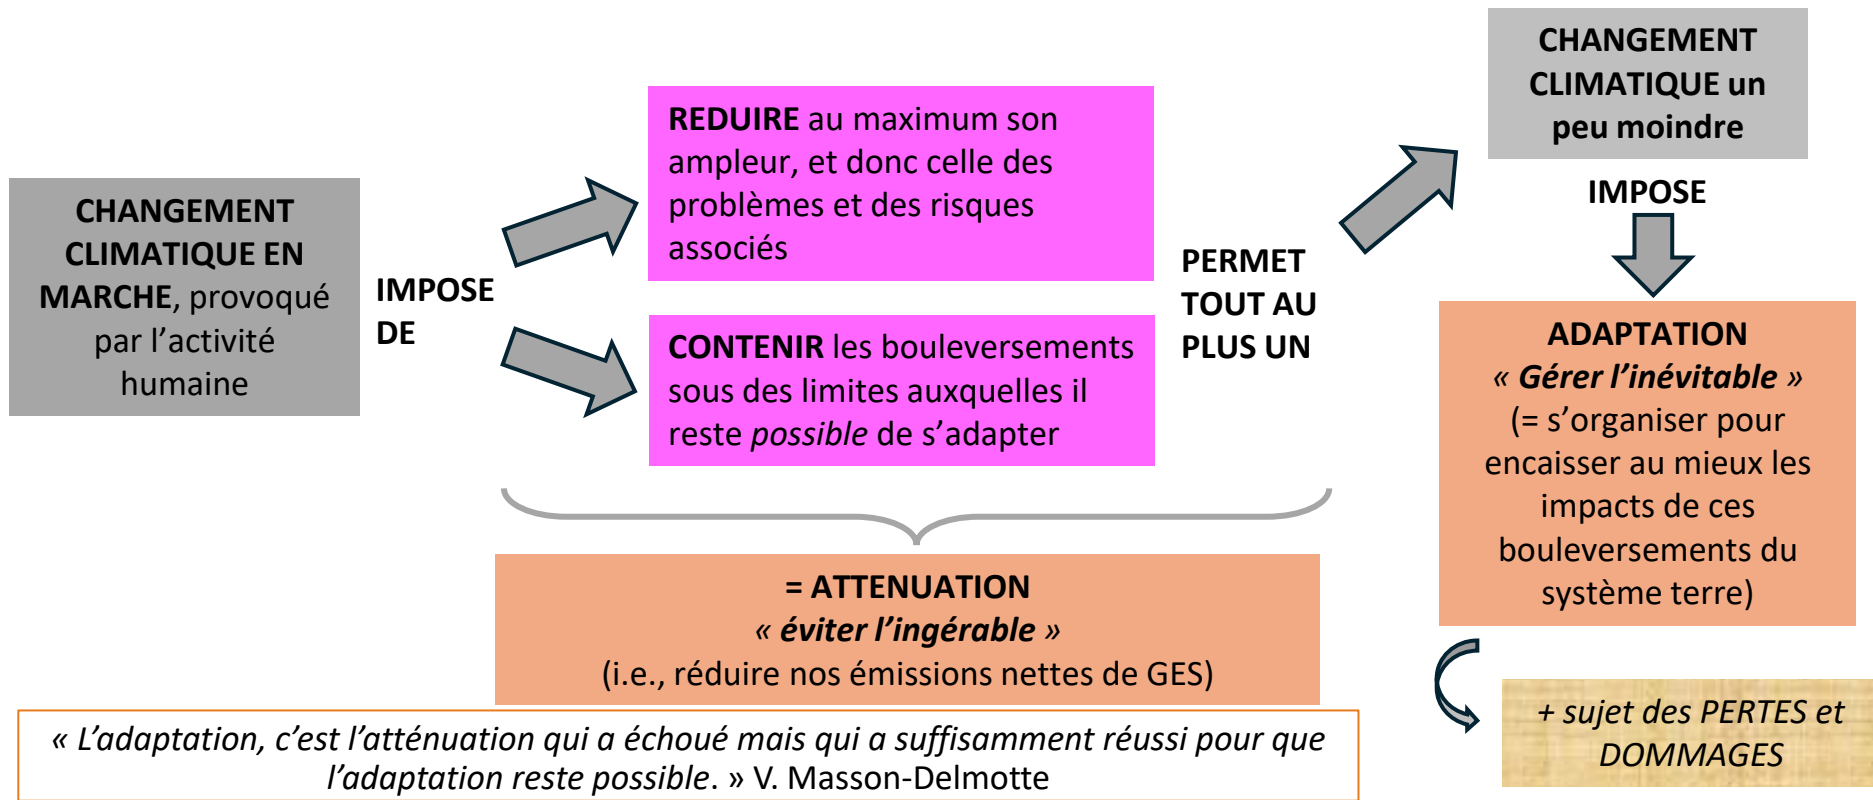 CHANGEMENT
CLIMATIQUE EN
MARCHE, provoqué
par l’activité
humaine
IMPOSE
DE
REDUIRE au maximum son
ampleur, et donc celle des
problèmes et des risques
associés
CONTENIR les bouleversements
sous des limites auxquelles il
reste possible de s’adapter
= ATTENUATION
« éviter l’ingérable »
(i.e., réduire nos émissions nettes de GES)
PERMET
TOUT AU
PLUS UN
CHANGEMENT
CLIMATIQUE un
peu moindre
IMPOSE
ADAPTATION
« Gérer l’inévitable »
(= s’organiser pour
encaisser au mieux les
impacts de ces
bouleversements du
système terre)
+ sujet des PERTES et
DOMMAGES
« L’adaptation, c’est l’atténuation qui a échoué mais qui a suffisamment réussi pour que
l’adaptation reste possible. » V. Masson-Delmotte